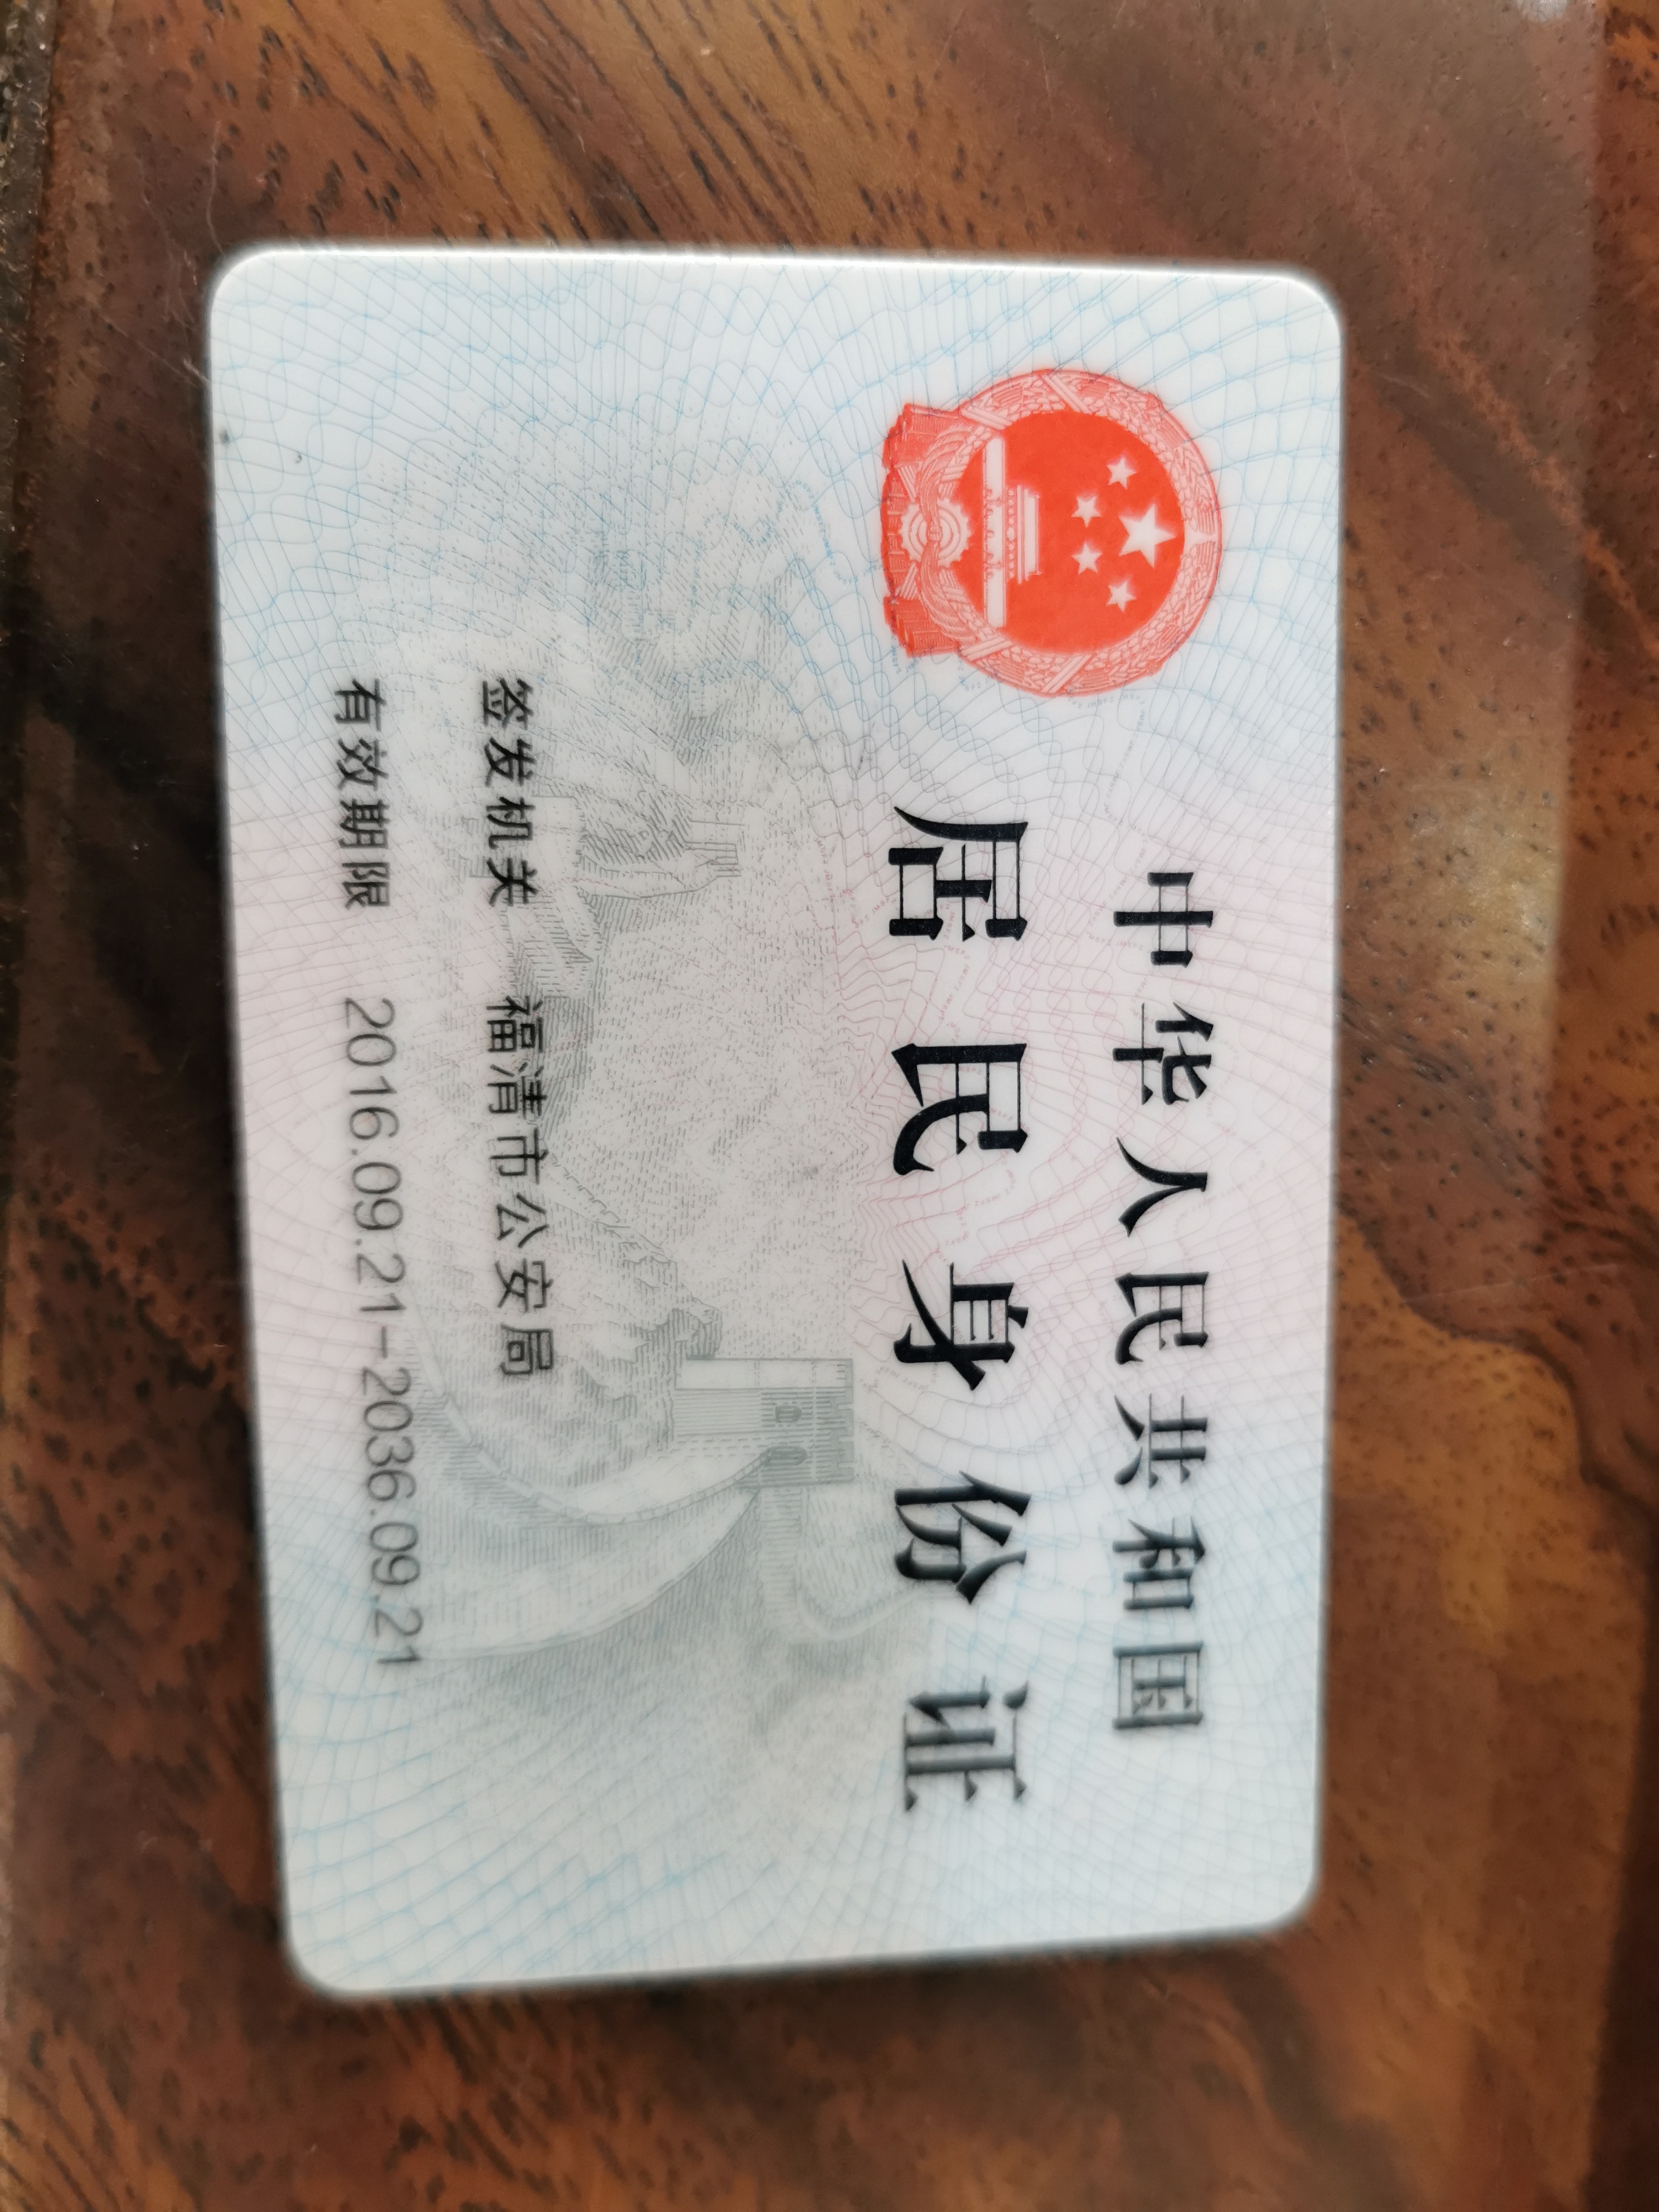 中华人民共和国
居民身份证
签发机关 福清市公安局
有效期限 2016.09.21-2036.09.21